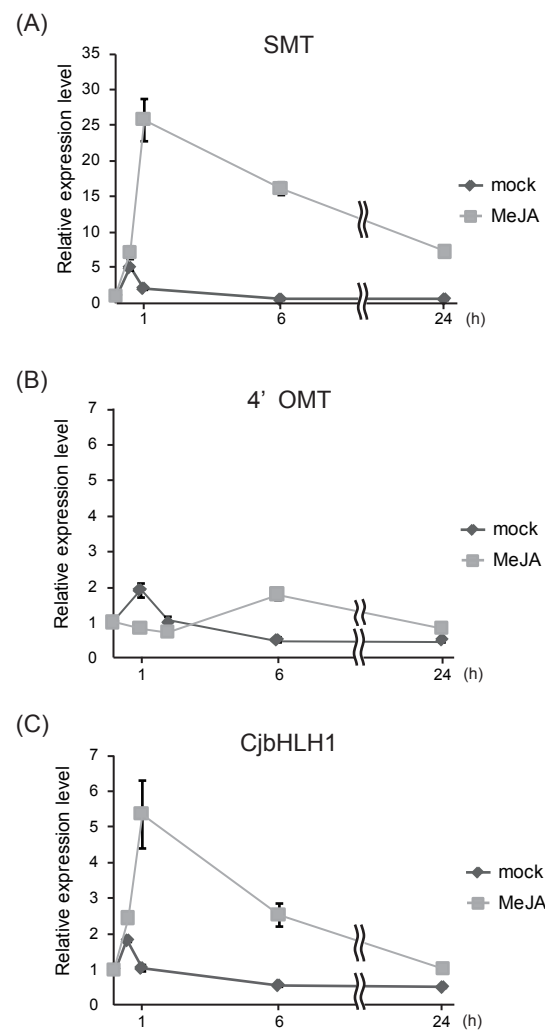 (A)
SMT
Relative expression level
35
30
25
20
15
10
5
0
1
6
24
(h)
mock
MeJA
(B)
4' OMT
Relative expression level
7
6
5
4
3
2
1
0
1
6
24
(h)
mock
MeJA
(C)
CjbHLH1
Relative expression level
7
6
5
4
3
2
1
0
1
6
24
(h)
mock
MeJA